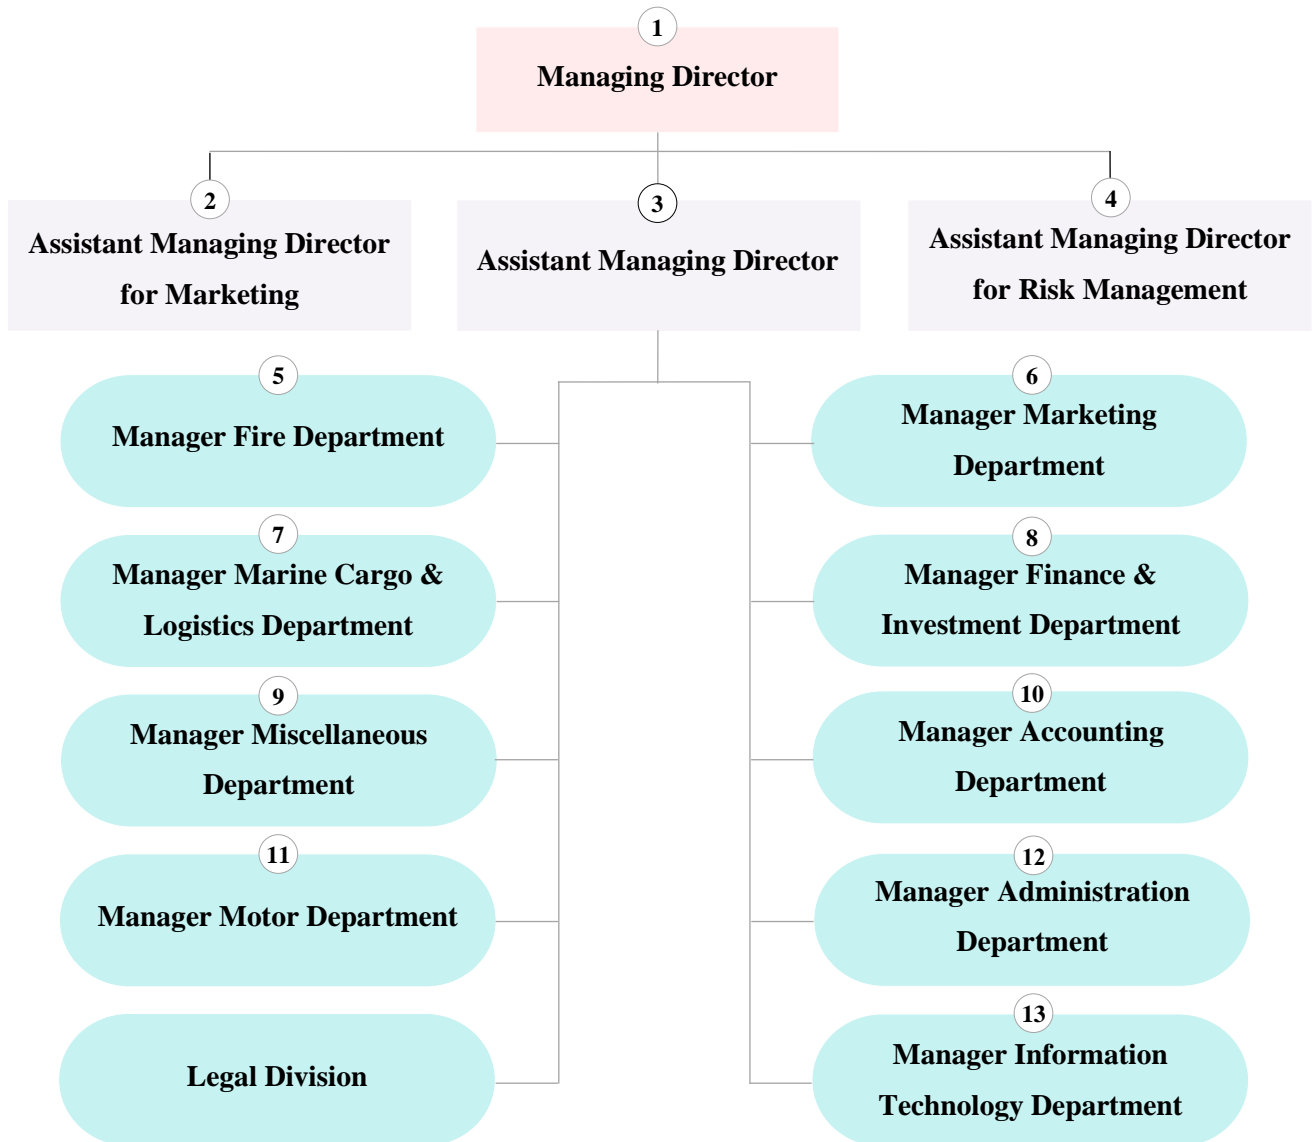 1
Managing Director
2
Assistant Managing Director
for Marketing
3
Assistant Managing Director
4
Assistant Managing Director
for Risk Management
5
Manager Fire Department
6
Manager Marketing
Department
7
Manager Marine Cargo &
Logistics Department
8
Manager Finance &
Investment Department
9
Manager Miscellaneous
Department
10
Manager Accounting
Department
11
Manager Motor Department
12
Manager Administration
Department
Legal Division
13
Manager Information
Technology Department